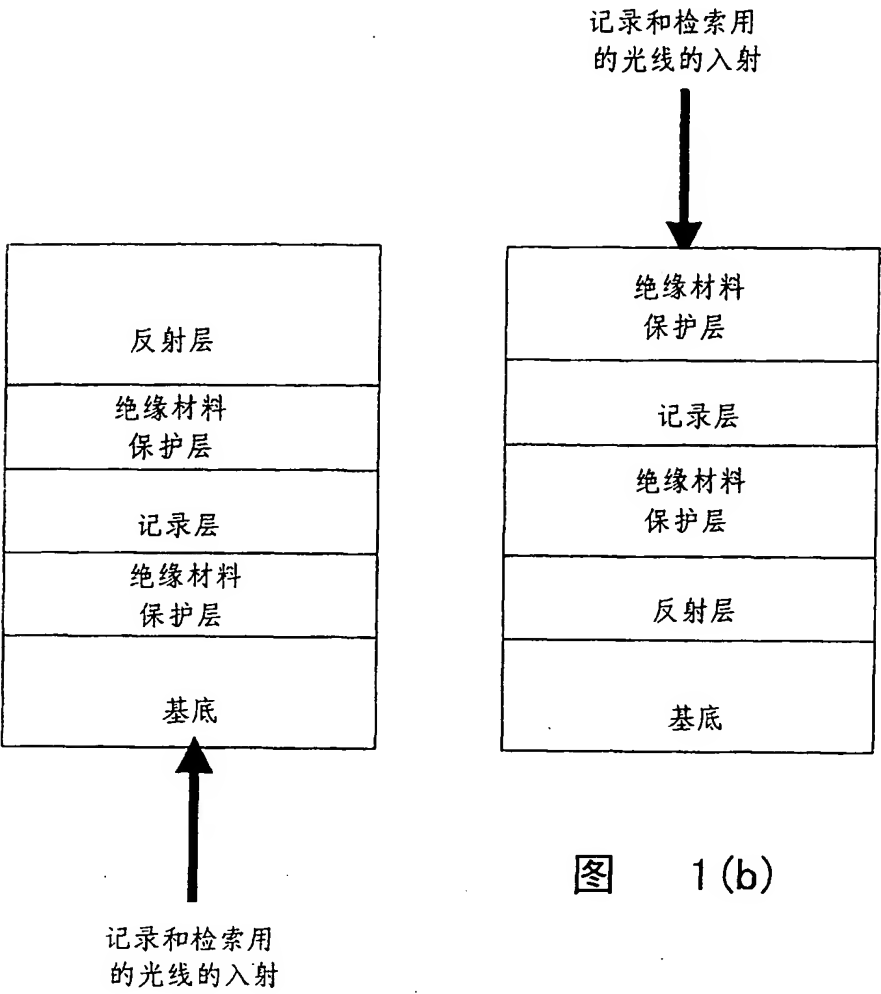 反射层
绝缘材料
保护层
记录层
绝缘材料
保护层
基底
记录和检索用
的光线的入射
记录和检索用
的光线的入射
绝缘材料
保护层
记录层
绝缘材料
保护层
反射层
基底
图 1(b)